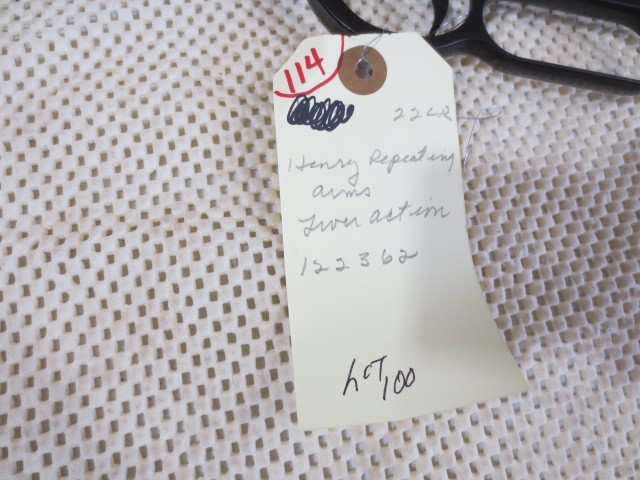 114
22LR
Henry Repeating
arms
Lever action
122362
LOT 100